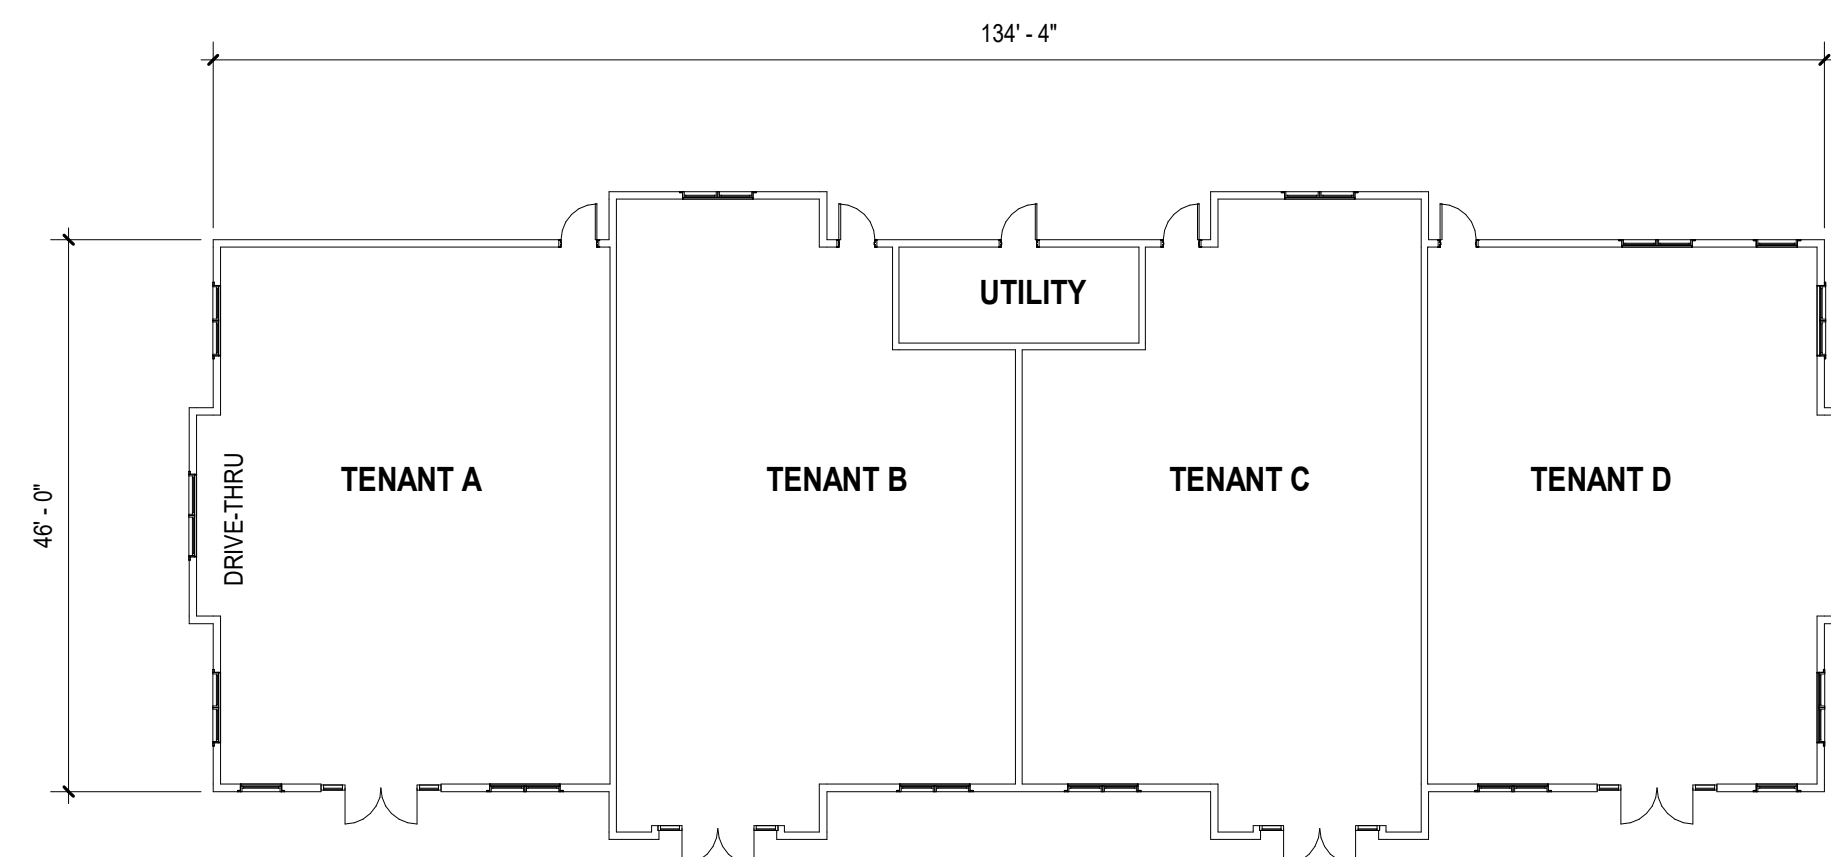 134' - 4"
UTILITY
46' - 0"
DRIVE-THRU
TENANT A
TENANT B
TENANT C
TENANT D